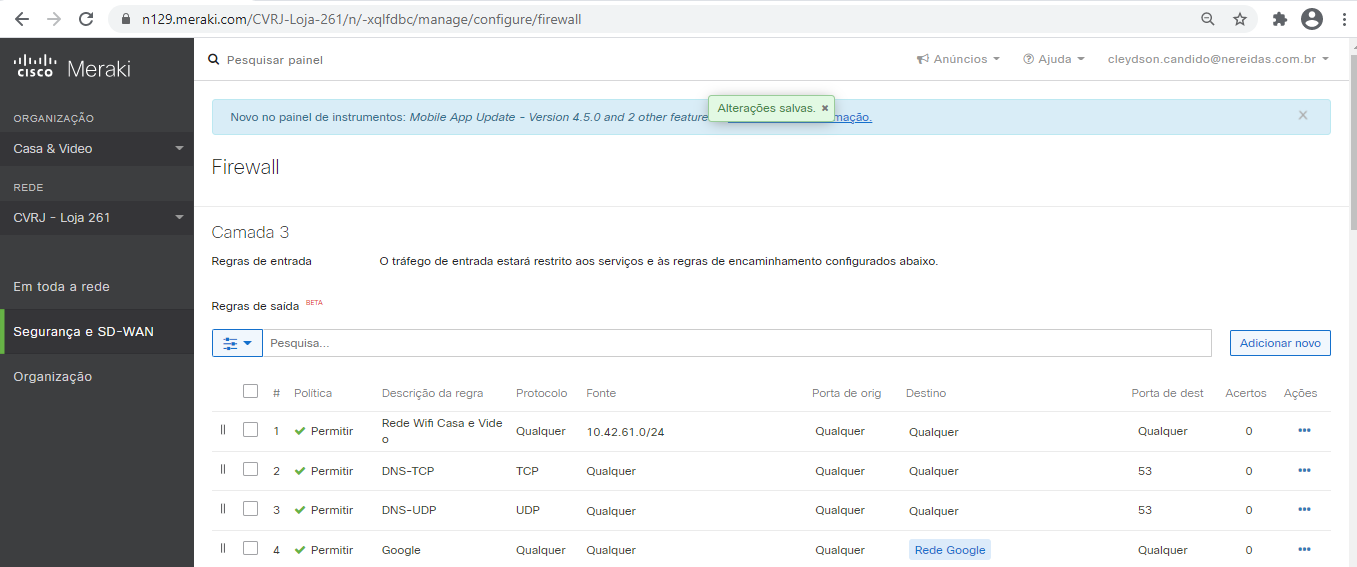 n129.meraki.com/CVRJ-Loja-261/n/-xqlfdbc/manage/configure/firewall
cisco Meraki
Pesquisar painel
Anúncios
Ajuda
cleydson.candido@nereidas.com.br
Alterações salvas. ×
Novo no painel de instrumentos: Mobile App Update - Version 4.5.0 and 2 other feature mação.
×
ORGANIZAÇÃO
Casa & Video
REDE
CVRJ - Loja 261
Em toda a rede
Segurança e SD-WAN
Organização
Firewall
Camada 3
Regras de entrada O tráfego de entrada estará restrito aos serviços e às regras de encaminhamento configurados abaixo.
Regras de saída BETA
Pesquisa...
Adicionar novo
# Política Descrição da regra Protocolo Fonte Porta de orig Destino Porta de dest Acertos Ações
1 Permitir Rede Wifi Casa e Vide
o Qualquer 10.42.61.0/24 Qualquer Qualquer Qualquer 0 •••
2 Permitir DNS-TCP TCP Qualquer Qualquer Qualquer 53 0 •••
3 Permitir DNS-UDP UDP Qualquer Qualquer Qualquer 53 0 •••
4 Permitir Google Qualquer Qualquer Qualquer Rede Google Qualquer 0 •••